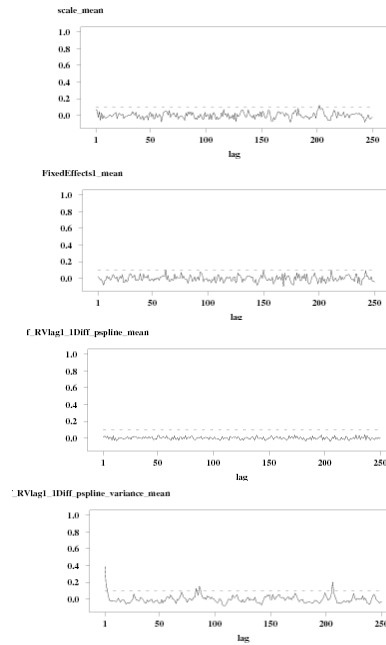 scale_mean
1.0
0.8
0.6
0.4
0.2
0.0
1 50 100 150 200 250
lag
FixedEffects1_mean
1.0
0.8
0.6
0.4
0.2
0.0
1 50 100 150 200 250
lag
f_RVlag1_1Diff_pspline_mean
1.0
0.8
0.6
0.4
0.2
0.0
1 50 100 150 200 250
lag
_RVlag1_1Diff_pspline_variance_mean
1.0
0.8
0.6
0.4
0.2
0.0
1 50 100 150 200 250
lag